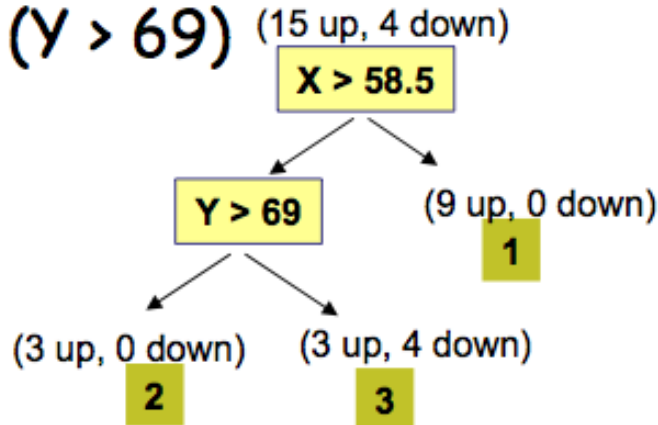 (Y > 69)
(15 up, 4 down)
X > 58.5
Y > 69
(9 up, 0 down)
1
(3 up, 0 down)
(3 up, 4 down)
2
3